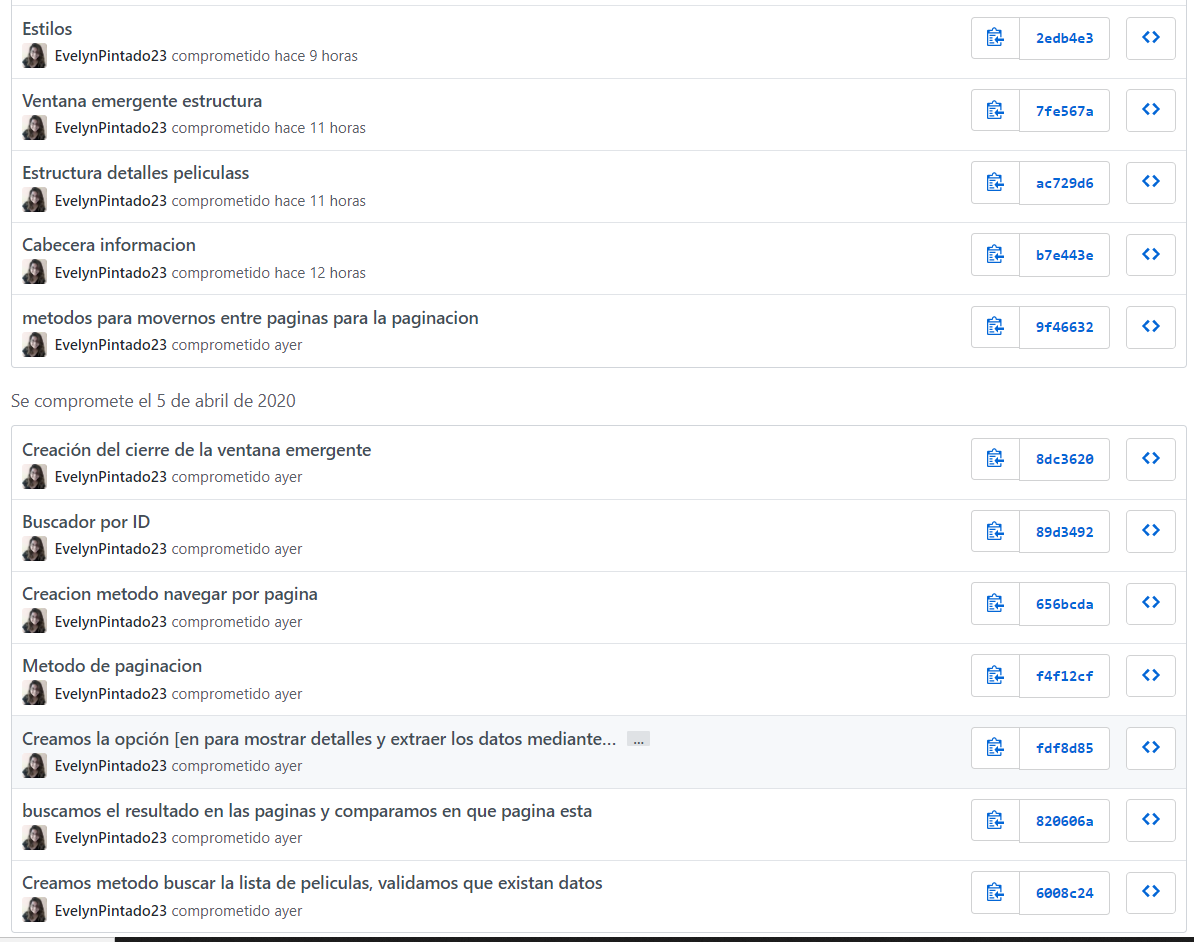 Estilos
2edb4e3
EvelynPintado23 comprometido hace 9 horas
Ventana emergente estructura
7fe567a
EvelynPintado23 comprometido hace 11 horas
Estructura detalles peliculass
ac729d6
EvelynPintado23 comprometido hace 11 horas
Cabecera informacion
b7e443e
EvelynPintado23 comprometido hace 12 horas
metodos para movernos entre paginas para la paginacion
9f46632
EvelynPintado23 comprometido ayer
Se compromete el 5 de abril de 2020
Creación del cierre de la ventana emergente
8dc3620
EvelynPintado23 comprometido ayer
Buscador por ID
89d3492
EvelynPintado23 comprometido ayer
Creacion metodo navegar por pagina
656bcda
EvelynPintado23 comprometido ayer
Metodo de paginacion
f4f12cf
EvelynPintado23 comprometido ayer
Creamos la opción [en para mostrar detalles y extraer los datos mediante… …
fdf8d85
EvelynPintado23 comprometido ayer
buscamos el resultado en las paginas y comparamos en que pagina esta
820606a
EvelynPintado23 comprometido ayer
Creamos metodo buscar la lista de peliculas, validamos que existan datos
6008c24
EvelynPintado23 comprometido ayer